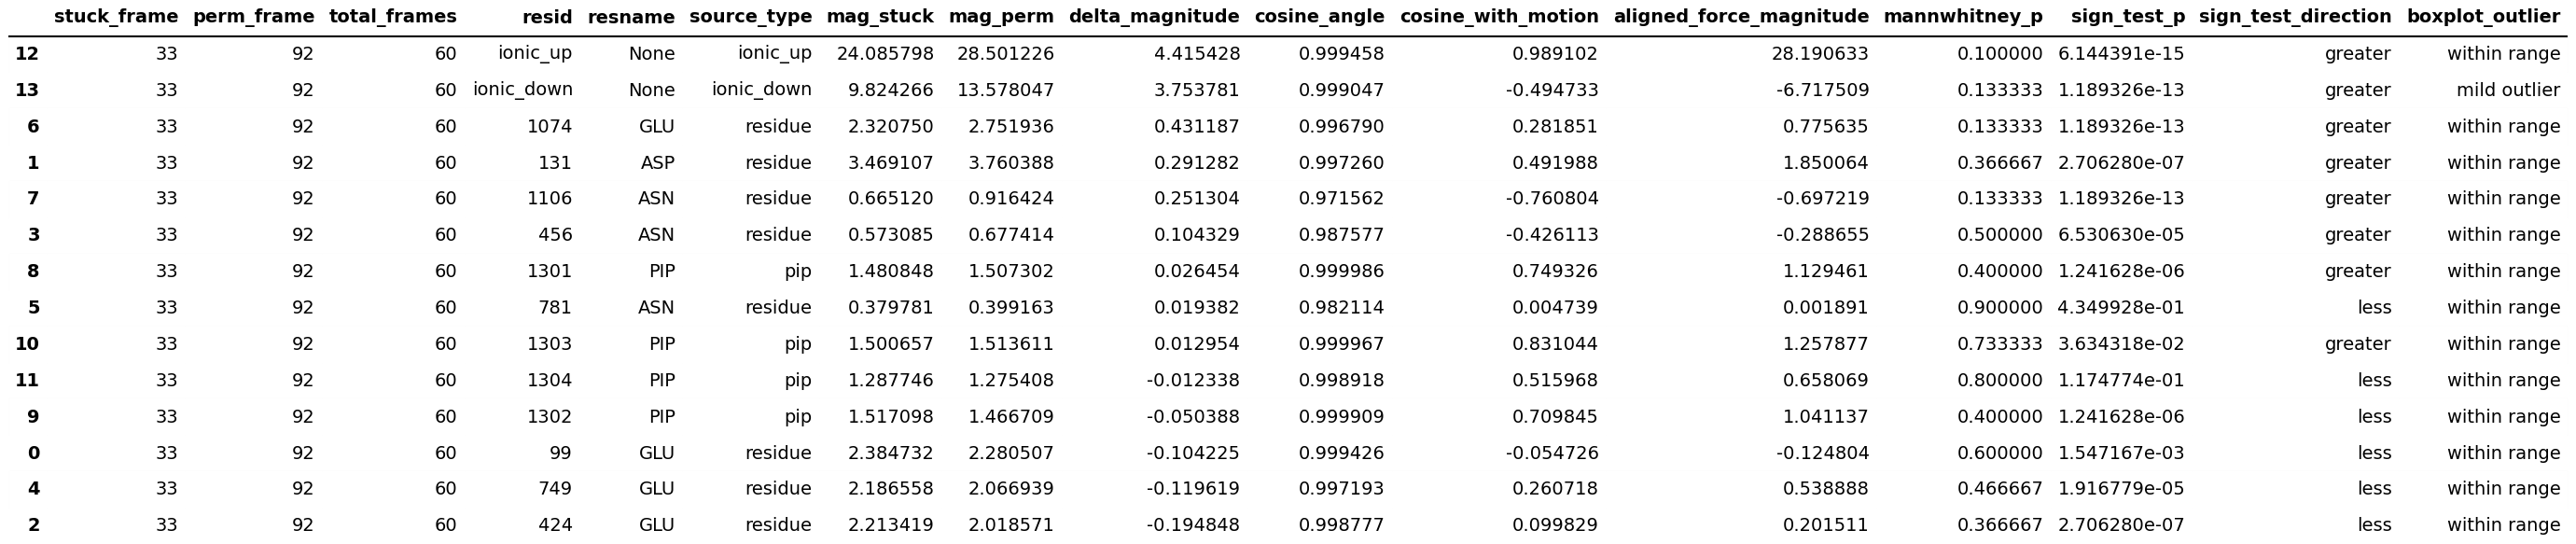 stuck_frame perm_frame total_frames resid resname source_type mag_stuck mag_perm delta_magnitude cosine_angle cosine_with_motion aligned_force_magnitude mannwhitney_p sign_test_p sign_test_direction boxplot_outlier
12 33 92 60 ionic_up None ionic_up 24.085798 28.501226 4.415428 0.999458 0.989102 28.190633 0.100000 6.144391e-15 greater within range
13 33 92 60 ionic_down None ionic_down 9.824266 13.578047 3.753781 0.999047 -0.494733 -6.717509 0.133333 1.189326e-13 greater mild outlier
6 33 92 60 1074 GLU residue 2.320750 2.751936 0.431187 0.996790 0.281851 0.775635 0.133333 1.189326e-13 greater within range
1 33 92 60 131 ASP residue 3.469107 3.760388 0.291282 0.997260 0.491988 1.850064 0.366667 2.706280e-07 greater within range
7 33 92 60 1106 ASN residue 0.665120 0.916424 0.251304 0.971562 -0.760804 -0.697219 0.133333 1.189326e-13 greater within range
3 33 92 60 456 ASN residue 0.573085 0.677414 0.104329 0.987577 -0.426113 -0.288655 0.500000 6.530630e-05 greater within range
8 33 92 60 1301 PIP pip 1.480848 1.507302 0.026454 0.999986 0.749326 1.129461 0.400000 1.241628e-06 greater within range
5 33 92 60 781 ASN residue 0.379781 0.399163 0.019382 0.982114 0.004739 0.001891 0.900000 4.349928e-01 less within range
10 33 92 60 1303 PIP pip 1.500657 1.513611 0.012954 0.999967 0.831044 1.257877 0.733333 3.634318e-02 greater within range
11 33 92 60 1304 PIP pip 1.287746 1.275408 -0.012338 0.998918 0.515968 0.658069 0.800000 1.174774e-01 less within range
9 33 92 60 1302 PIP pip 1.517098 1.466709 -0.050388 0.999909 0.709845 1.041137 0.400000 1.241628e-06 less within range
0 33 92 60 99 GLU residue 2.384732 2.280507 -0.104225 0.999426 -0.054726 -0.124804 0.600000 1.547167e-03 less within range
4 33 92 60 749 GLU residue 2.186558 2.066939 -0.119619 0.997193 0.260718 0.538888 0.466667 1.916779e-05 less within range
2 33 92 60 424 GLU residue 2.213419 2.018571 -0.194848 0.998777 0.099829 0.201511 0.366667 2.706280e-07 less within range